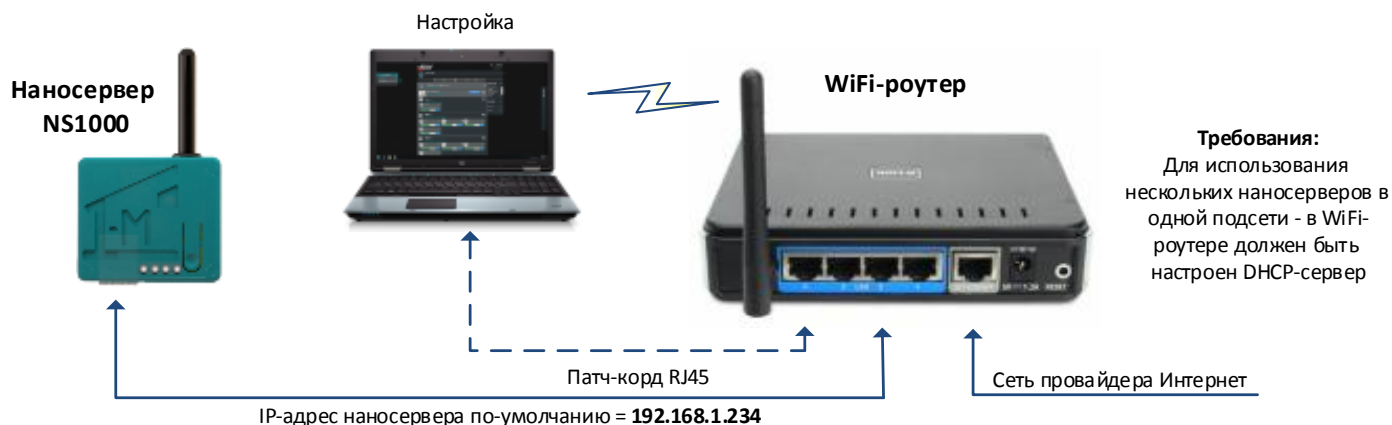 Настройка
Наносервер
NS1000
WiFi-роутер
Требования:
Для использования
нескольких наносерверов в
одной подсети - в WiFi-
роутере должен быть
настроен DHCP-сервер
Патч-корд RJ45
Сеть провайдера Интернет
IP-адрес наносервера по-умолчанию = 192.168.1.234